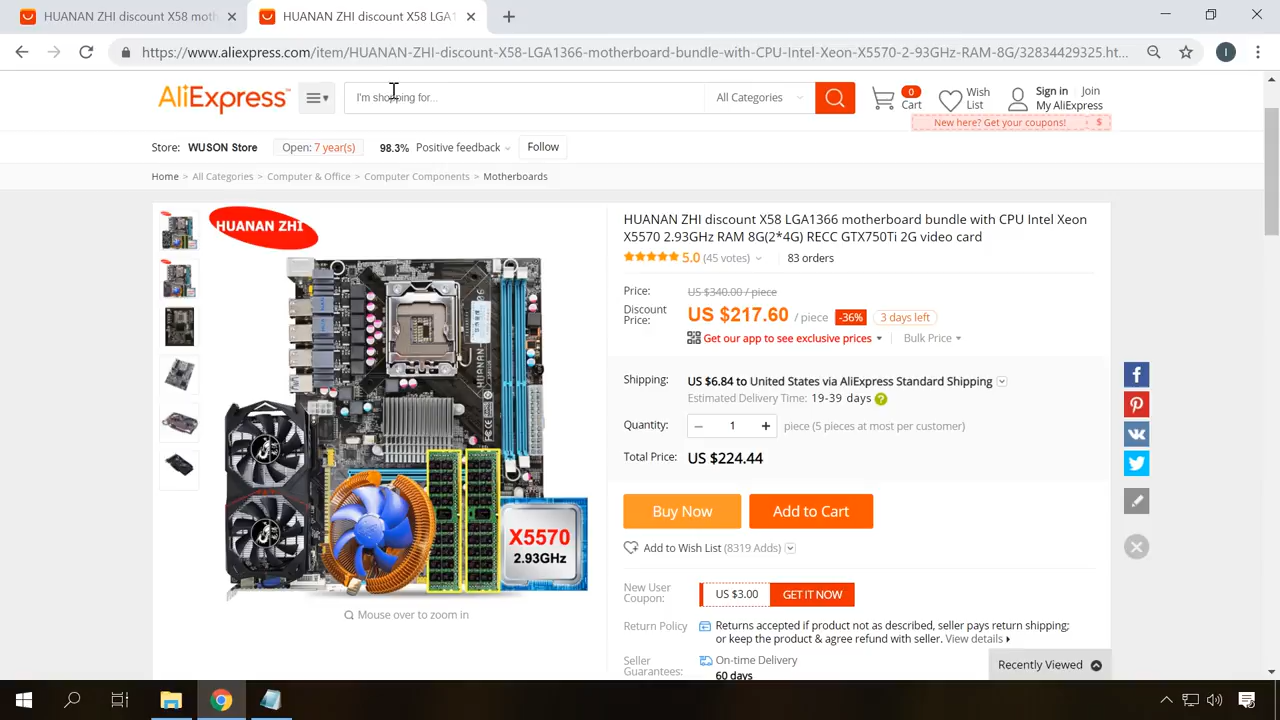 HUANAN ZHI discount X58 moth
HUANAN ZHI discount X58 LGA1
https://www.aliexpress.com/item/HUANAN-ZHI-discount-X58-LGA1366-motherboard-bundle-with-CPU-Intel-Xeon-X5570-2-93GHz-RAM-8G/32834429325.ht...
AliExpress
I'm shopping for...
All Categories
0
Cart
Wish
List
Sign in
Join
My AliExpress
New here? Get your coupons!
$
Store: WUSON Store
Open: 7 year(s)
98.3% Positive feedback
Follow
Home > All Categories > Computer & Office > Computer Components > Motherboards
HUANAN ZHI
HUANAN
X5570
2.93GHz
Mouse over to zoom in
HUANAN ZHI discount X58 LGA1366 motherboard bundle with CPU Intel Xeon
X5570 2.93GHz RAM 8G(2*4G) RECC GTX750Ti 2G video card
5.0 (45 votes)
83 orders
Price: US $340.00 / piece
Discount
Price:
US $217.60 / piece
-36%
3 days left
Get our app to see exclusive prices
Bulk Price
Shipping: US $6.84 to United States via AliExpress Standard Shipping
Estimated Delivery Time: 19-39 days ?
Quantity: − 1 + piece (5 pieces at most per customer)
Total Price: US $224.44
Buy Now
Add to Cart
Add to Wish List (8319 Adds)
New User
Coupon:
US $3.00
GET IT NOW
Return Policy
Returns accepted if product not as described, seller pays return shipping;
or keep the product & agree refund with seller. View details
Seller
Guarantees:
On-time Delivery
60 days
Recently Viewed